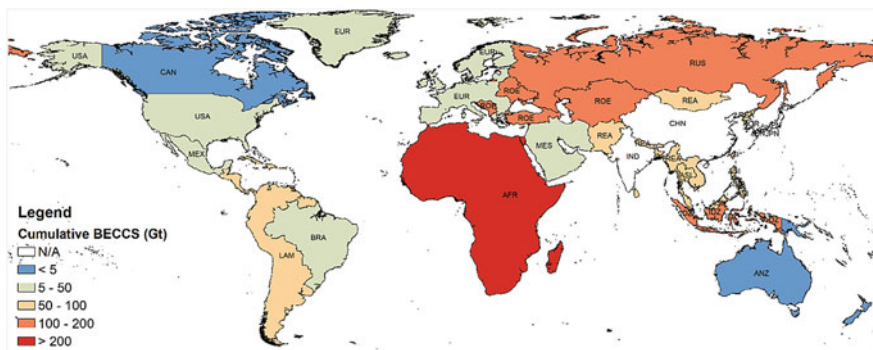 EUR
USA
CAN
RUS
EUR
ROE
ROE
USA
ROE
REA
CHN
JPN
MEX
MES
REA
IND
AFR
BRA
LAM
ANZ
Legend
Cumulative BECCS (Gt)
N/A
< 5
5 - 50
50 - 100
100 - 200
> 200